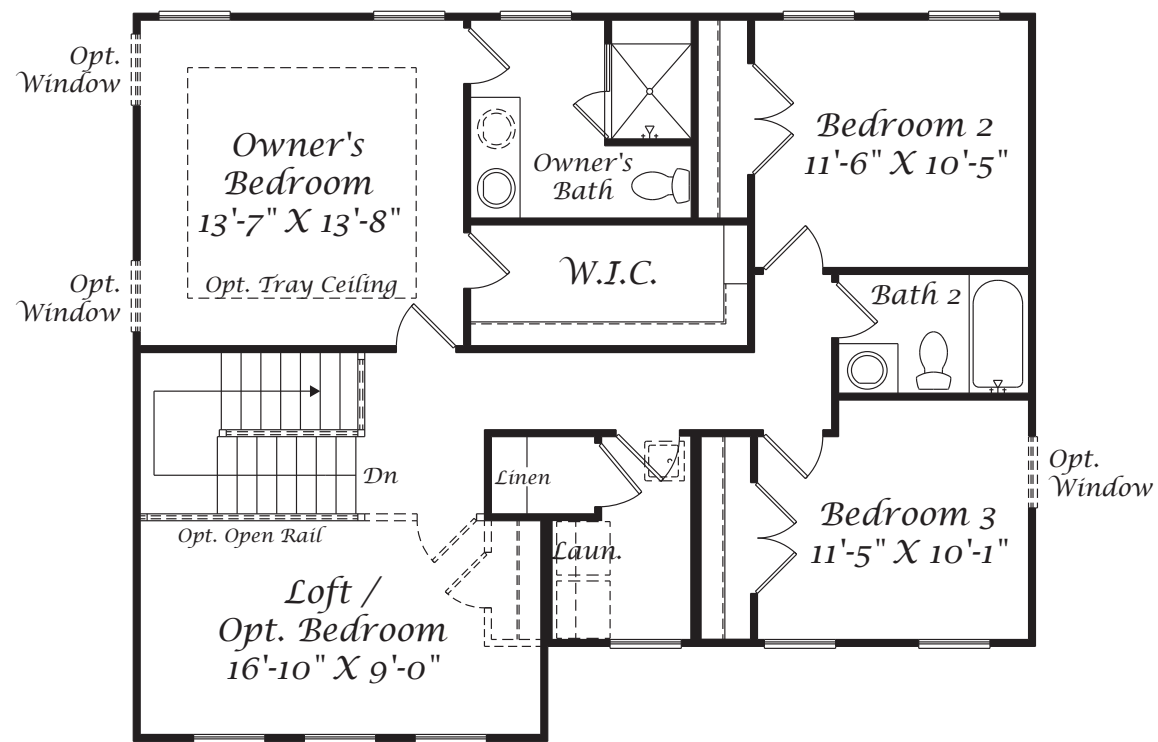 Opt.
Window
Owner's
Bedroom
13'-7" X 13'-8"
Opt. Tray Ceiling
Opt.
Window
Owner's
Bath
W.I.C.
Bedroom 2
11'-6" X 10'-5"
Bath 2
Dn
Opt. Open Rail
Linen
Laun.
Loft /
Opt. Bedroom
16'-10" X 9'-0"
Bedroom 3
11'-5" X 10'-1"
Opt.
Window